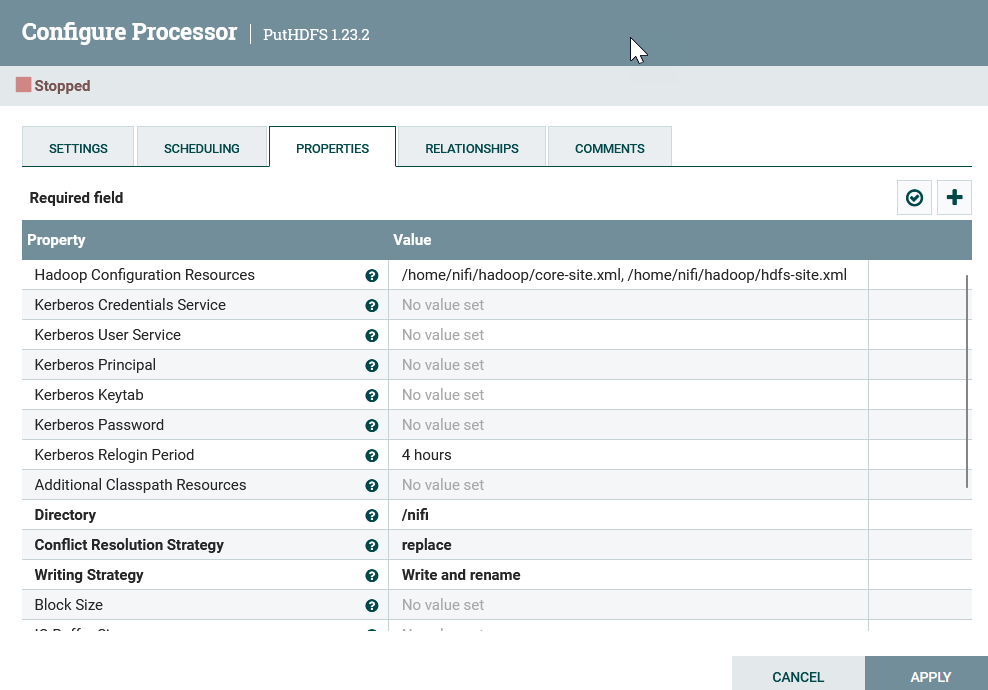 Configure Processor | PutHDFS 1.23.2
Stopped
SETTINGS SCHEDULING PROPERTIES RELATIONSHIPS COMMENTS
Required field
Property Value
Hadoop Configuration Resources /home/nifi/hadoop/core-site.xml, /home/nifi/hadoop/hdfs-site.xml
Kerberos Credentials Service No value set
Kerberos User Service No value set
Kerberos Principal No value set
Kerberos Keytab No value set
Kerberos Password No value set
Kerberos Relogin Period 4 hours
Additional Classpath Resources No value set
Directory /nifi
Conflict Resolution Strategy replace
Writing Strategy Write and rename
Block Size No value set
CANCEL APPLY